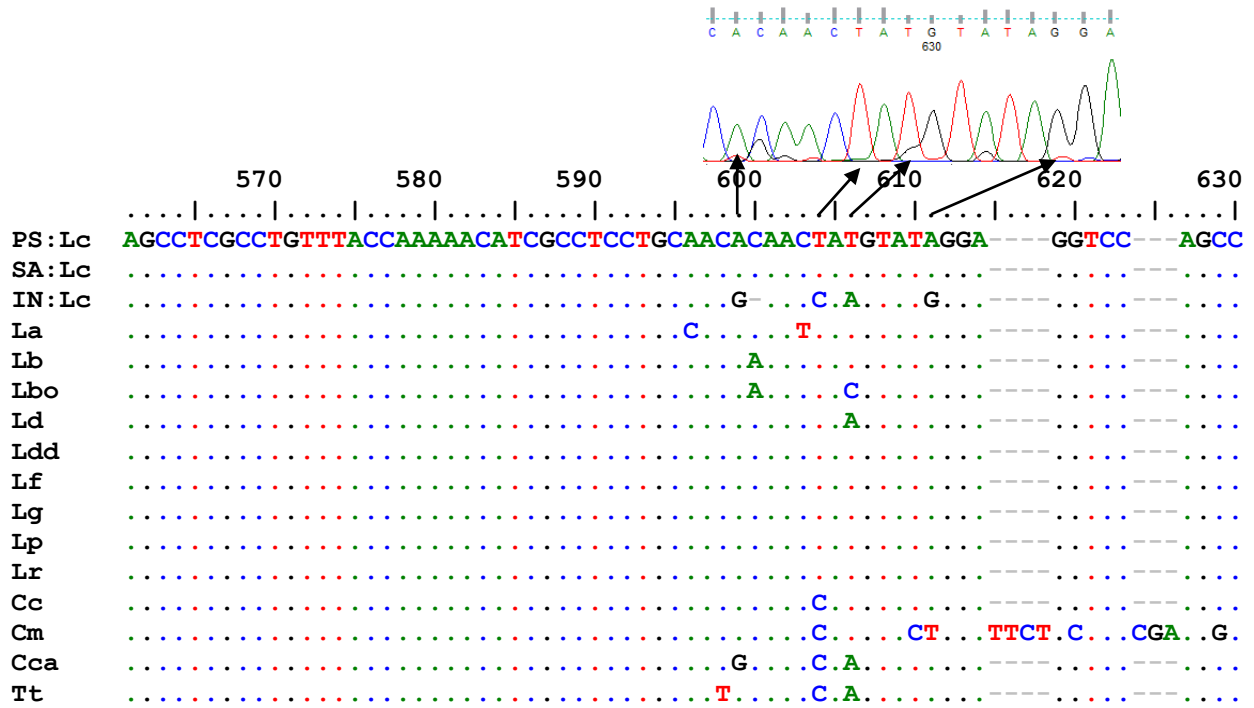 C A C A A C T A T G T A T A G G A
630
570 580 590 600 610 620 630
....|....|....|....|....|....|....|....|....|....|....|....|....|....|
PS:Lc AGCCTCGCCTGTTTACCAAAAACATCGCCTCCTGCAACACAACTATGTATAGGA----GGTCC---AGCC
SA:Lc ......................................................----.....---....
IN:Lc ......................................G-...C.A....G...----.....---....
La ...................................C......T...........----.....---....
Lb .......................................A..............----.....---....
Lbo .......................................A.....C........----.....---....
Ld .............................................A........----.....---....
Ldd ......................................................----.....---....
Lf ......................................................----.....---....
Lg ......................................................----.....---....
Lp ......................................................----.....---....
Lr ......................................................----.....---....
Cc ...........................................C..........----.....---....
Cm ...........................................C.....CT...TTCT.C...CGA..G.
Cca ......................................G....C.A........----.....---....
Tt .....................................T.....C.A........----.....---....